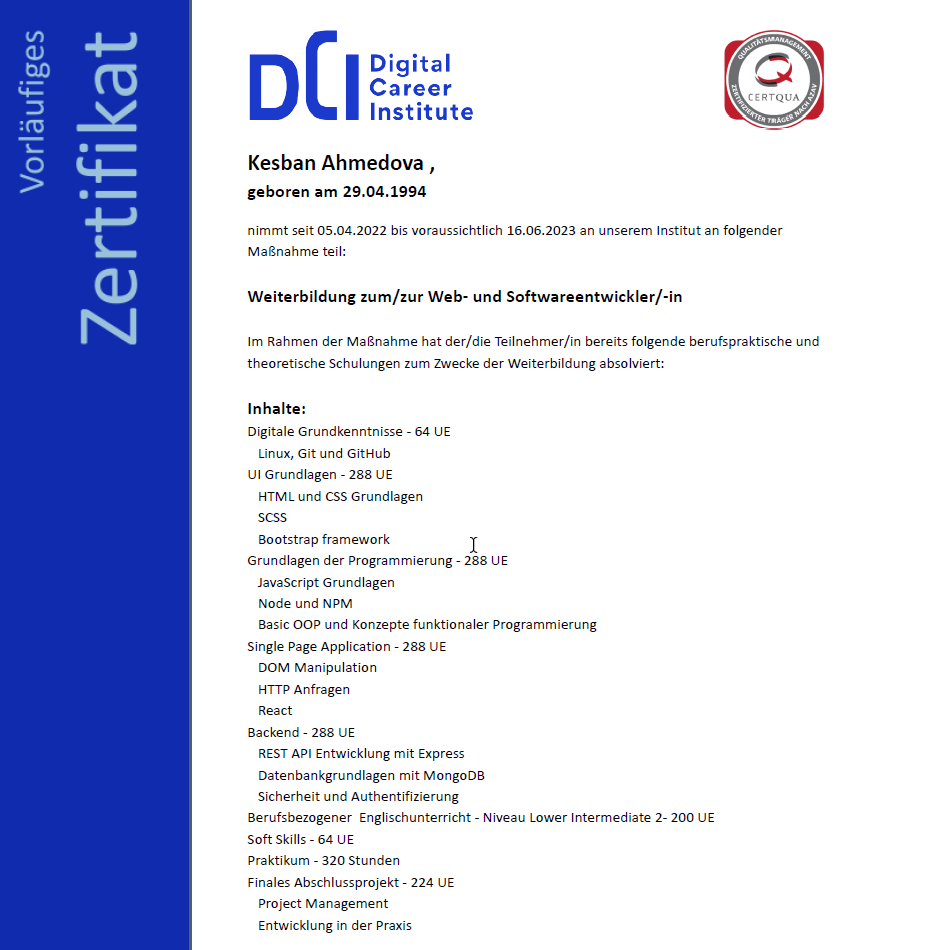 Vorläufiges
Zertifikat
DCI
Digital
Career
Institute
QUALITÄTSMANAGEMENT
CERTQUA
ZERTIFIZIERTER TRÄGER NACH AZAV
Kesban Ahmedova ,
geboren am 29.04.1994
nimmt seit 05.04.2022 bis voraussichtlich 16.06.2023 an unserem Institut an folgender
Maßnahme teil:
Weiterbildung zum/zur Web- und Softwareentwickler/-in
Im Rahmen der Maßnahme hat der/die Teilnehmer/in bereits folgende berufspraktische und
theoretische Schulungen zum Zwecke der Weiterbildung absolviert:
Inhalte:
Digitale Grundkenntnisse - 64 UE
Linux, Git und GitHub
UI Grundlagen - 288 UE
HTML und CSS Grundlagen
SCSS
Bootstrap framework
Grundlagen der Programmierung - 288 UE
JavaScript Grundlagen
Node und NPM
Basic OOP und Konzepte funktionaler Programmierung
Single Page Application - 288 UE
DOM Manipulation
HTTP Anfragen
React
Backend - 288 UE
REST API Entwicklung mit Express
Datenbankgrundlagen mit MongoDB
Sicherheit und Authentifizierung
Berufsbezogener  Englischunterricht - Niveau Lower Intermediate 2- 200 UE
Soft Skills - 64 UE
Praktikum - 320 Stunden
Finales Abschlussprojekt - 224 UE
Project Management
Entwicklung in der Praxis